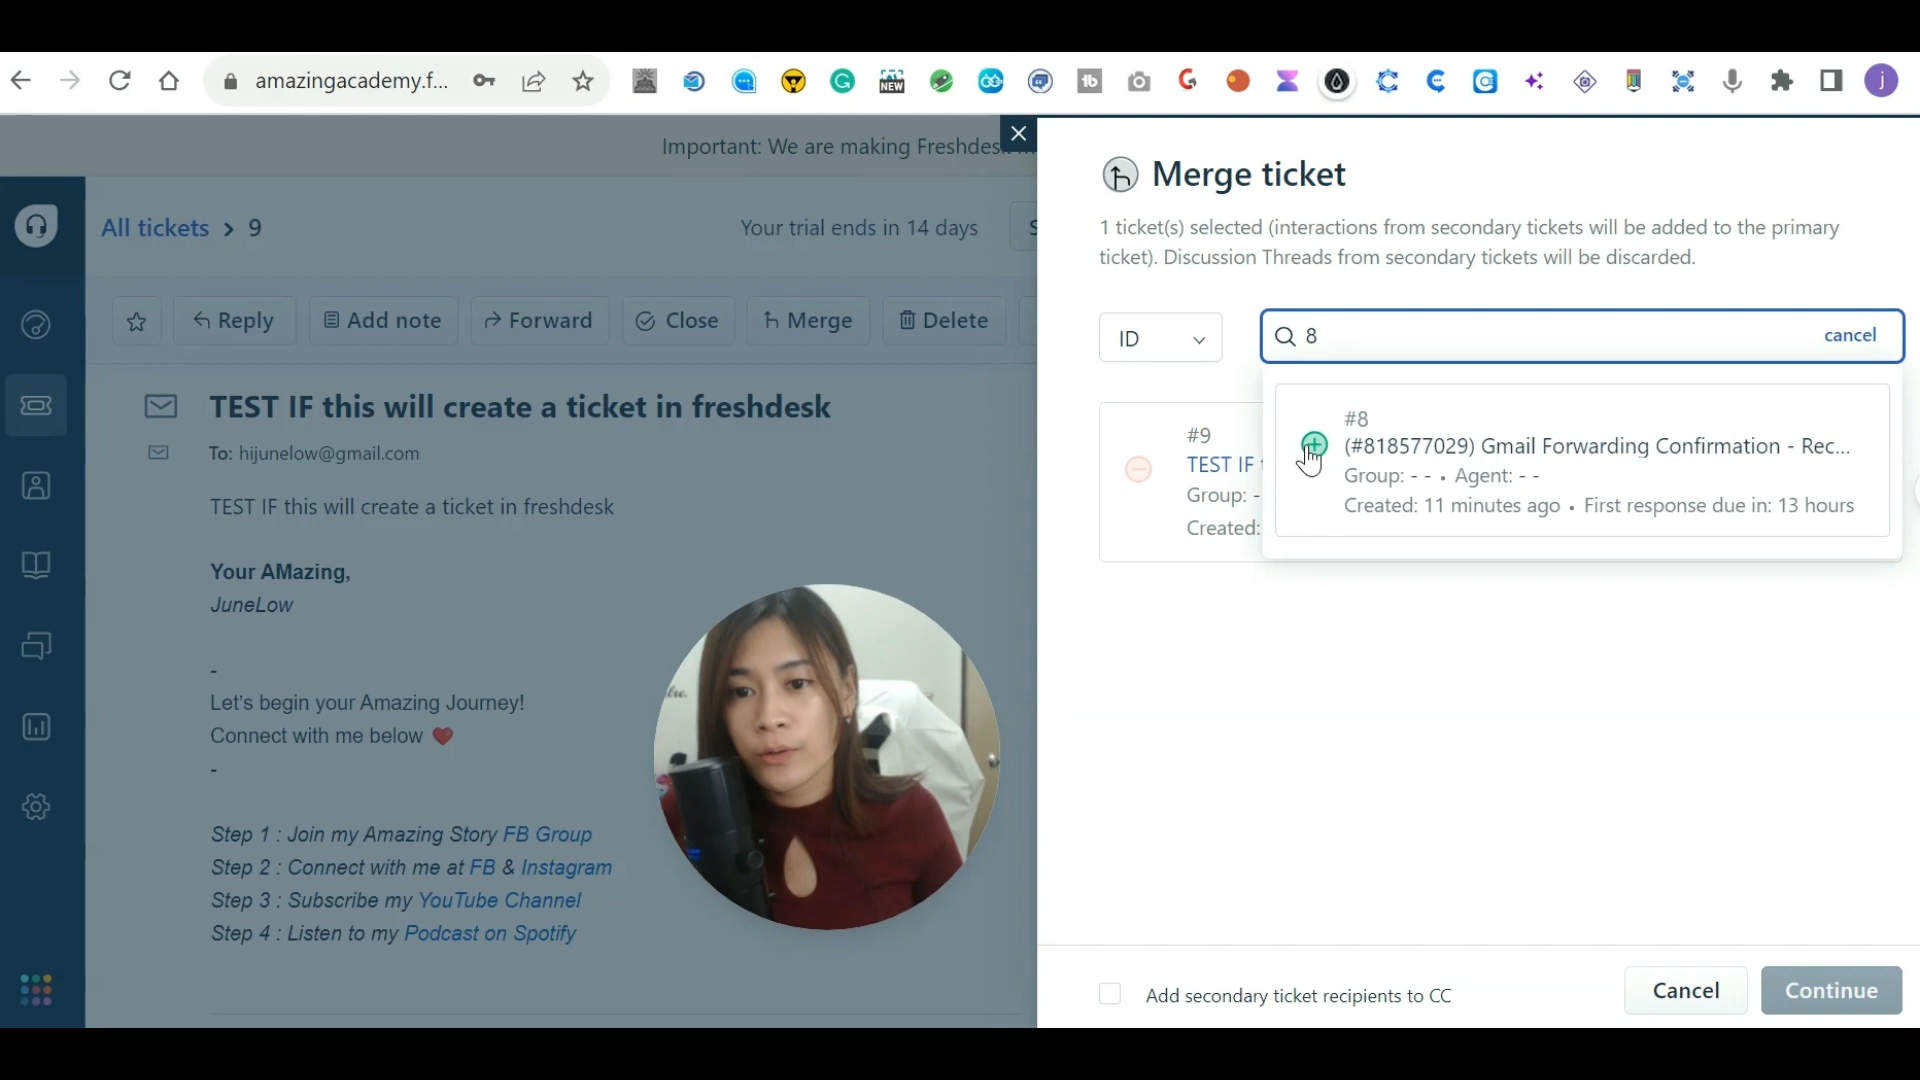 amazingacademy.f...
NEW
j
Important: We are making Freshdes
Merge ticket
1 ticket(s) selected (interactions from secondary tickets will be added to the primary
ticket). Discussion Threads from secondary tickets will be discarded.
All tickets > 9
Your trial ends in 14 days
S
Reply
Add note
Forward
Close
Merge
Delete
ID
8
cancel
#8
(#818577029) Gmail Forwarding Confirmation - Rec...
Group: - - • Agent: - -
Created: 11 minutes ago • First response due in: 13 hours
#9
TEST IF
Group: -
Created:
TEST IF this will create a ticket in freshdesk
To: hijunelow@gmail.com
TEST IF this will create a ticket in freshdesk
Your AMazing,
JuneLow
-
Let's begin your Amazing Journey!
Connect with me below ❤
-
Step 1 : Join my Amazing Story FB Group
Step 2 : Connect with me at FB & Instagram
Step 3 : Subscribe my YouTube Channel
Step 4 : Listen to my Podcast on Spotify
Add secondary ticket recipients to CC
Cancel
Continue